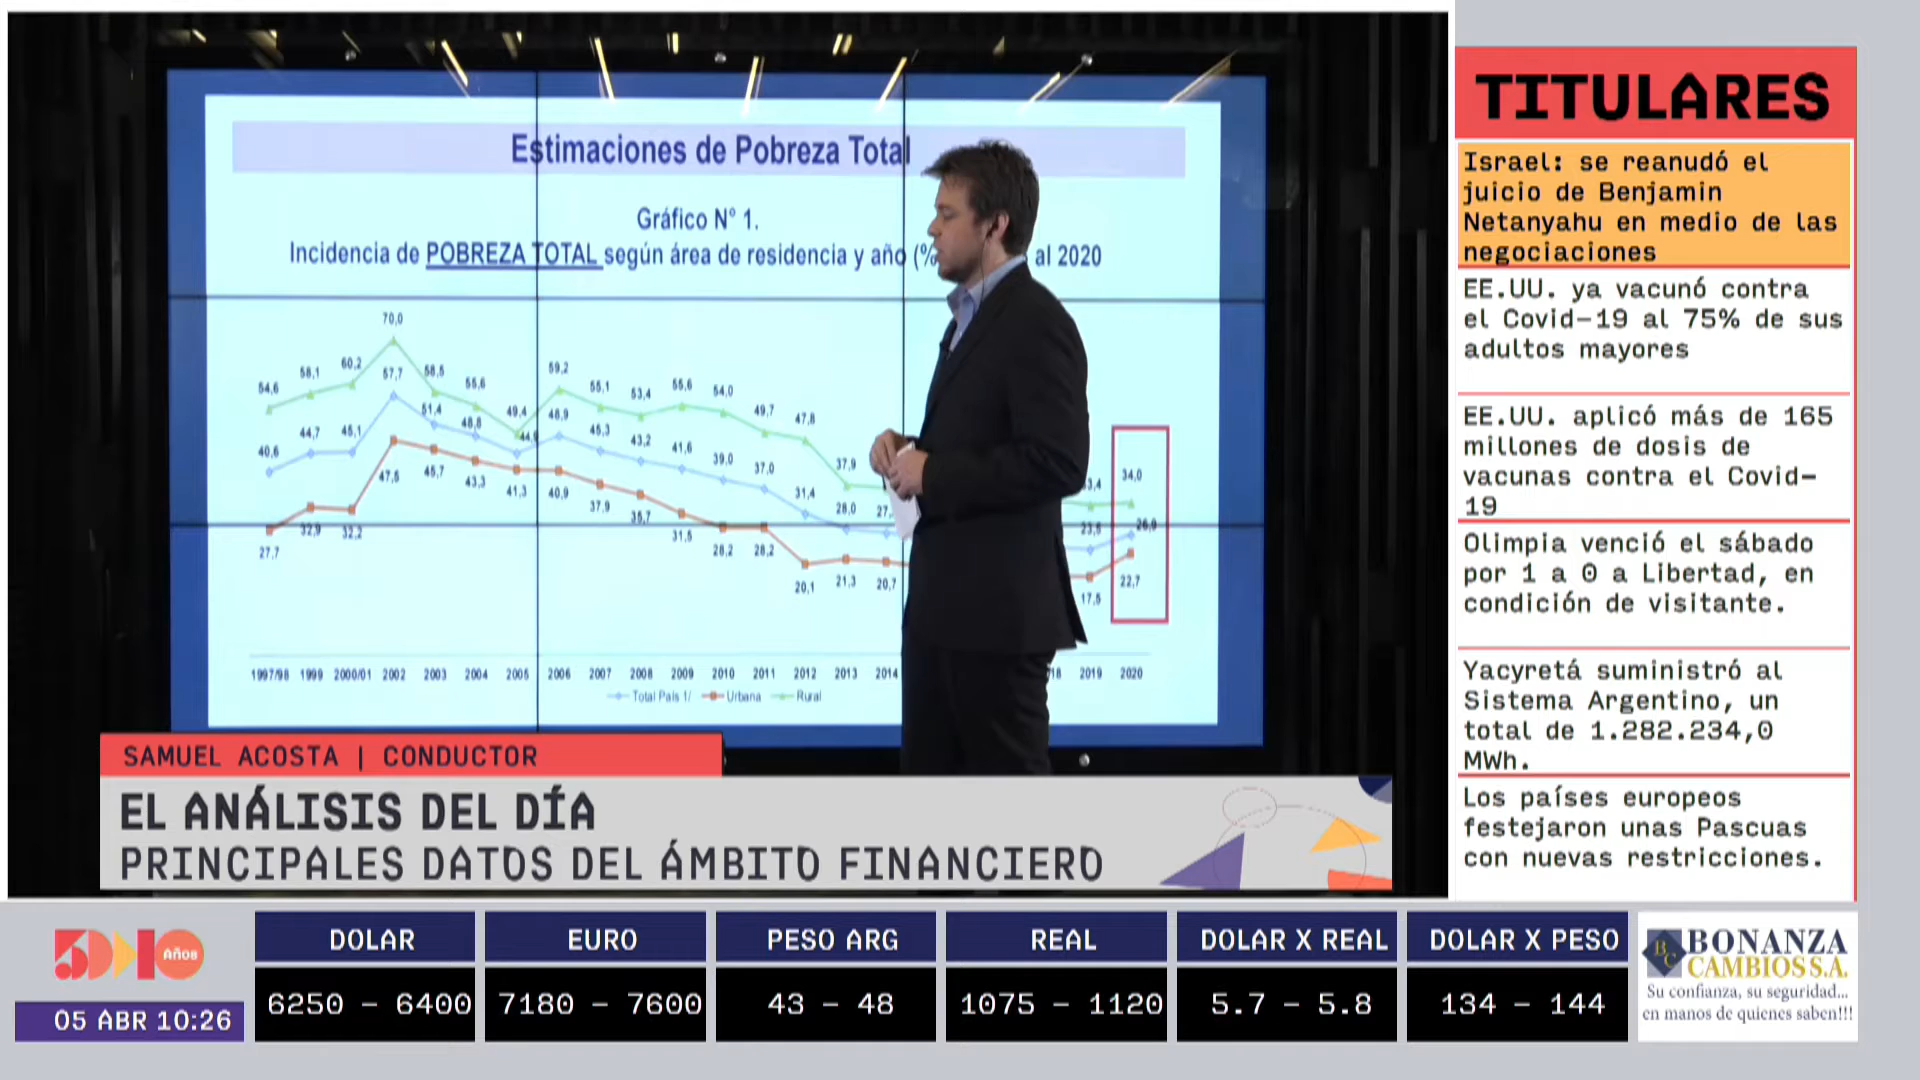 Estimaciones de Pobreza Total
Gráfico N° 1.
Incidencia de POBREZA TOTAL según área de residencia y año (% al 2020
70,0
54,6 58,1 60,2 57,7 58,5 55,6 49,4 59,2 55,1 53,4 55,6 54,0 49,7 47,8 37,9 34,0
40,6 44,7 45,1 51,4 48,8 48,9 45,3 43,2 41,6 39,0 37,0 31,4 28,0 26,9
27,7 32,9 32,2 47,5 45,7 43,3 41,3 40,9 37,9 35,7 31,5 28,2 28,2 20,1 21,3 20,7 17,5 22,7
1997/98 1999 2000/01 2002 2003 2004 2005 2006 2007 2008 2009 2010 2011 2012 2013 2014 2019 2020
Total País 1/ Urbana Rural
SAMUEL ACOSTA | CONDUCTOR
EL ANÁLISIS DEL DÍA
PRINCIPALES DATOS DEL ÁMBITO FINANCIERO
TITULARES
Israel: se reanudó el
juicio de Benjamin
Netanyahu en medio de las
negociaciones
EE.UU. ya vacunó contra
el Covid-19 al 75% de sus
adultos mayores
EE.UU. aplicó más de 165
millones de dosis de
vacunas contra el Covid-
19
Olimpia venció el sábado
por 1 a 0 a Libertad, en
condición de visitante.
Yacyretá suministró al
Sistema Argentino, un
total de 1.282.234,0
MWh.
Los países europeos
festejaron unas Pascuas
con nuevas restricciones.
5D 10 Años
05 ABR 10:26
DOLAR
6250 - 6400
EURO
7180 - 7600
PESO ARG
43 - 48
REAL
1075 - 1120
DOLAR X REAL
5.7 - 5.8
DOLAR X PESO
134 - 144
BC
BONANZA
CAMBIOS S.A.
Su confianza, su seguridad...
en manos de quienes saben!!!